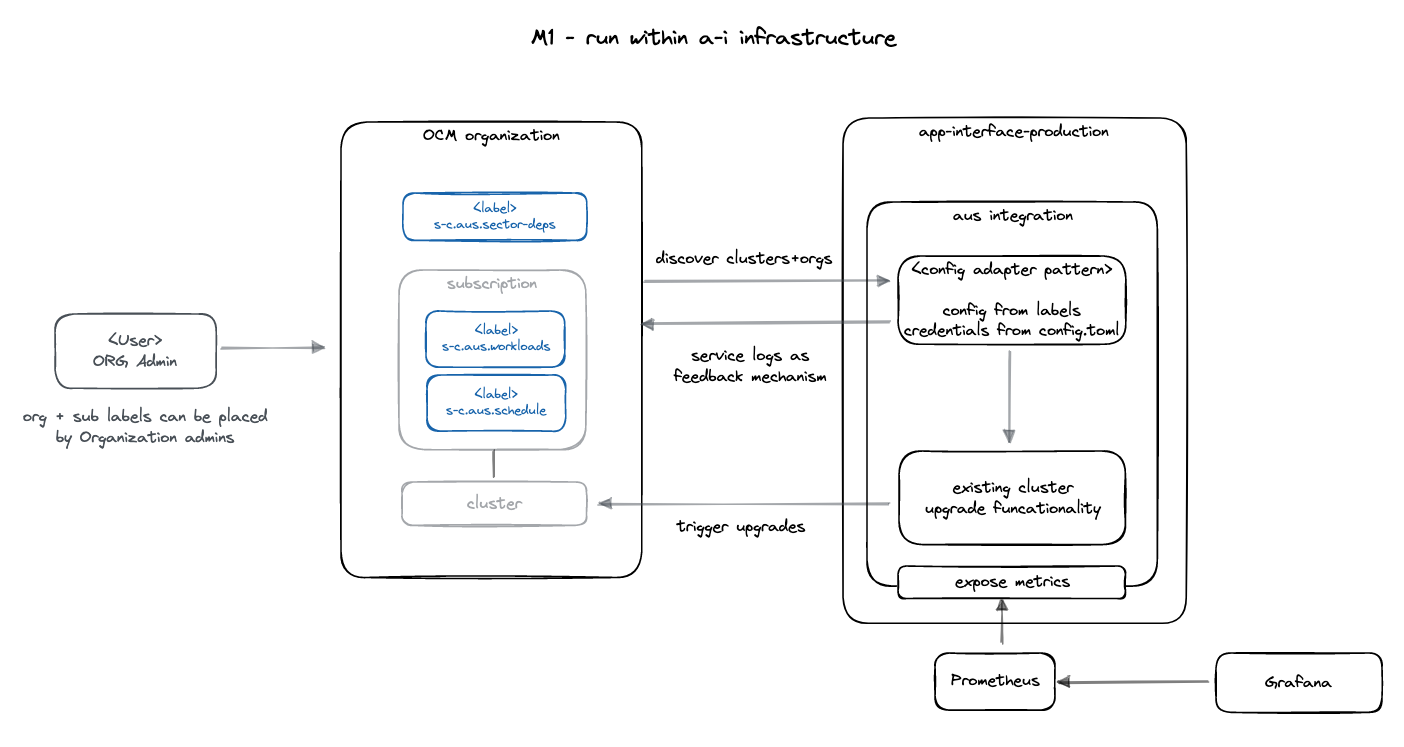 M1 - run within a-i infrastructure
OCM organization
<label>
s-c.aus.sector-deps
subscription
<label>
s-c.aus.workloads
<label>
s-c.aus.schedule
cluster
<User>
ORG Admin
org + sub labels can be placed
by Organization admins
discover clusters+orgs
service logs as
feedback mechanism
trigger upgrades
app-interface-production
aus integration
<config adapter pattern>
config from labels
credentials from config.toml
existing cluster
upgrade funcationality
expose metrics
Prometheus
Grafana